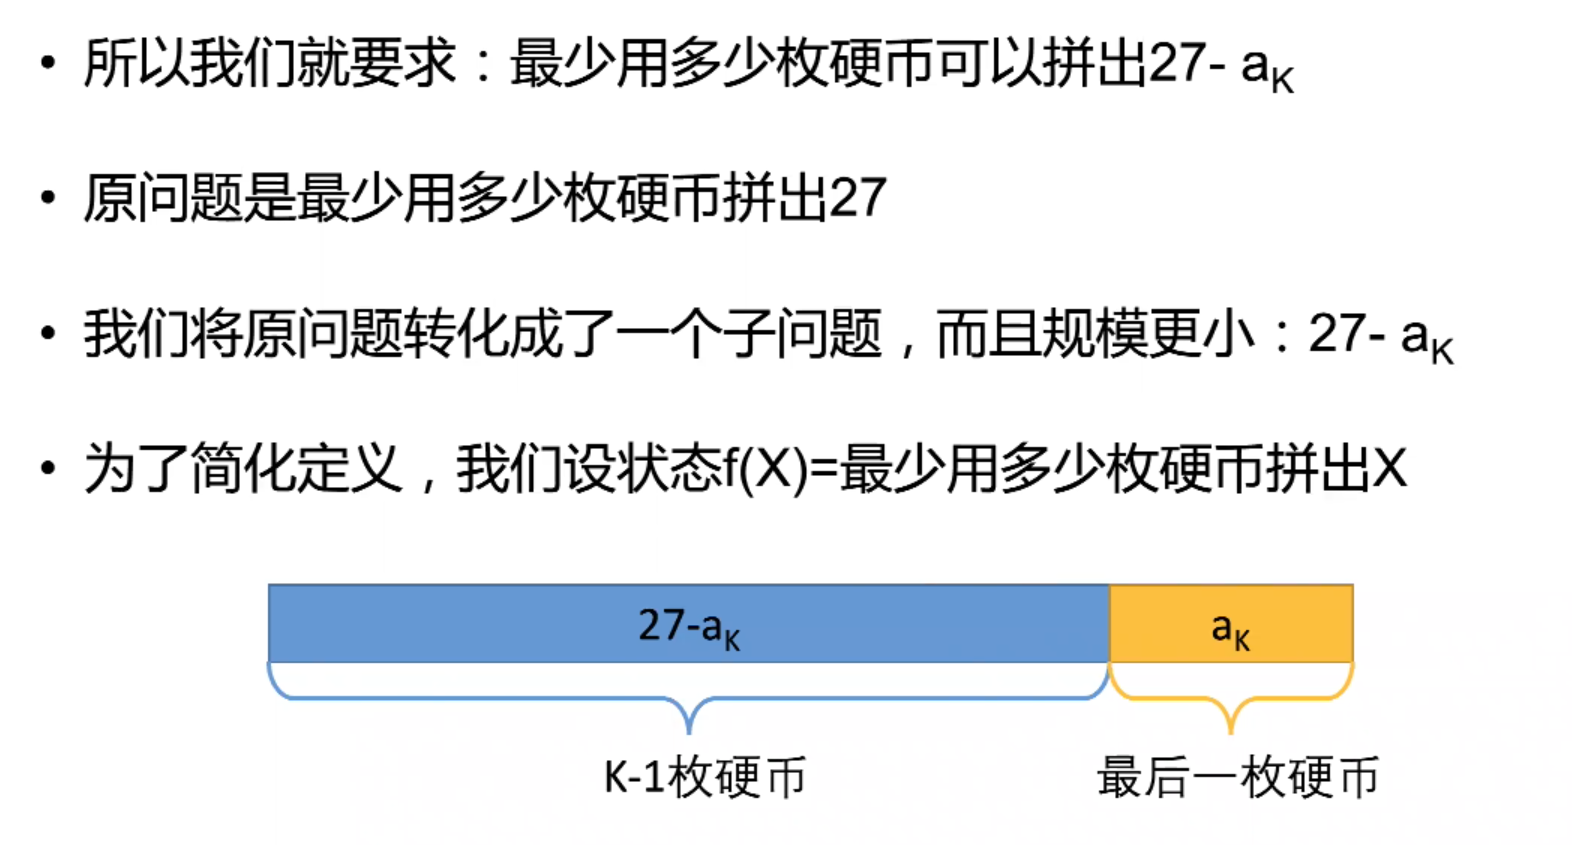 • 所以我们就要求：最少用多少枚硬币可以拼出27- aK
• 原问题是最少用多少枚硬币拼出27
• 我们将原问题转化成了一个子问题，而且规模更小：27- aK
• 为了简化定义，我们设状态f(X)=最少用多少枚硬币拼出X
27-aK aK
K-1枚硬币 最后一枚硬币